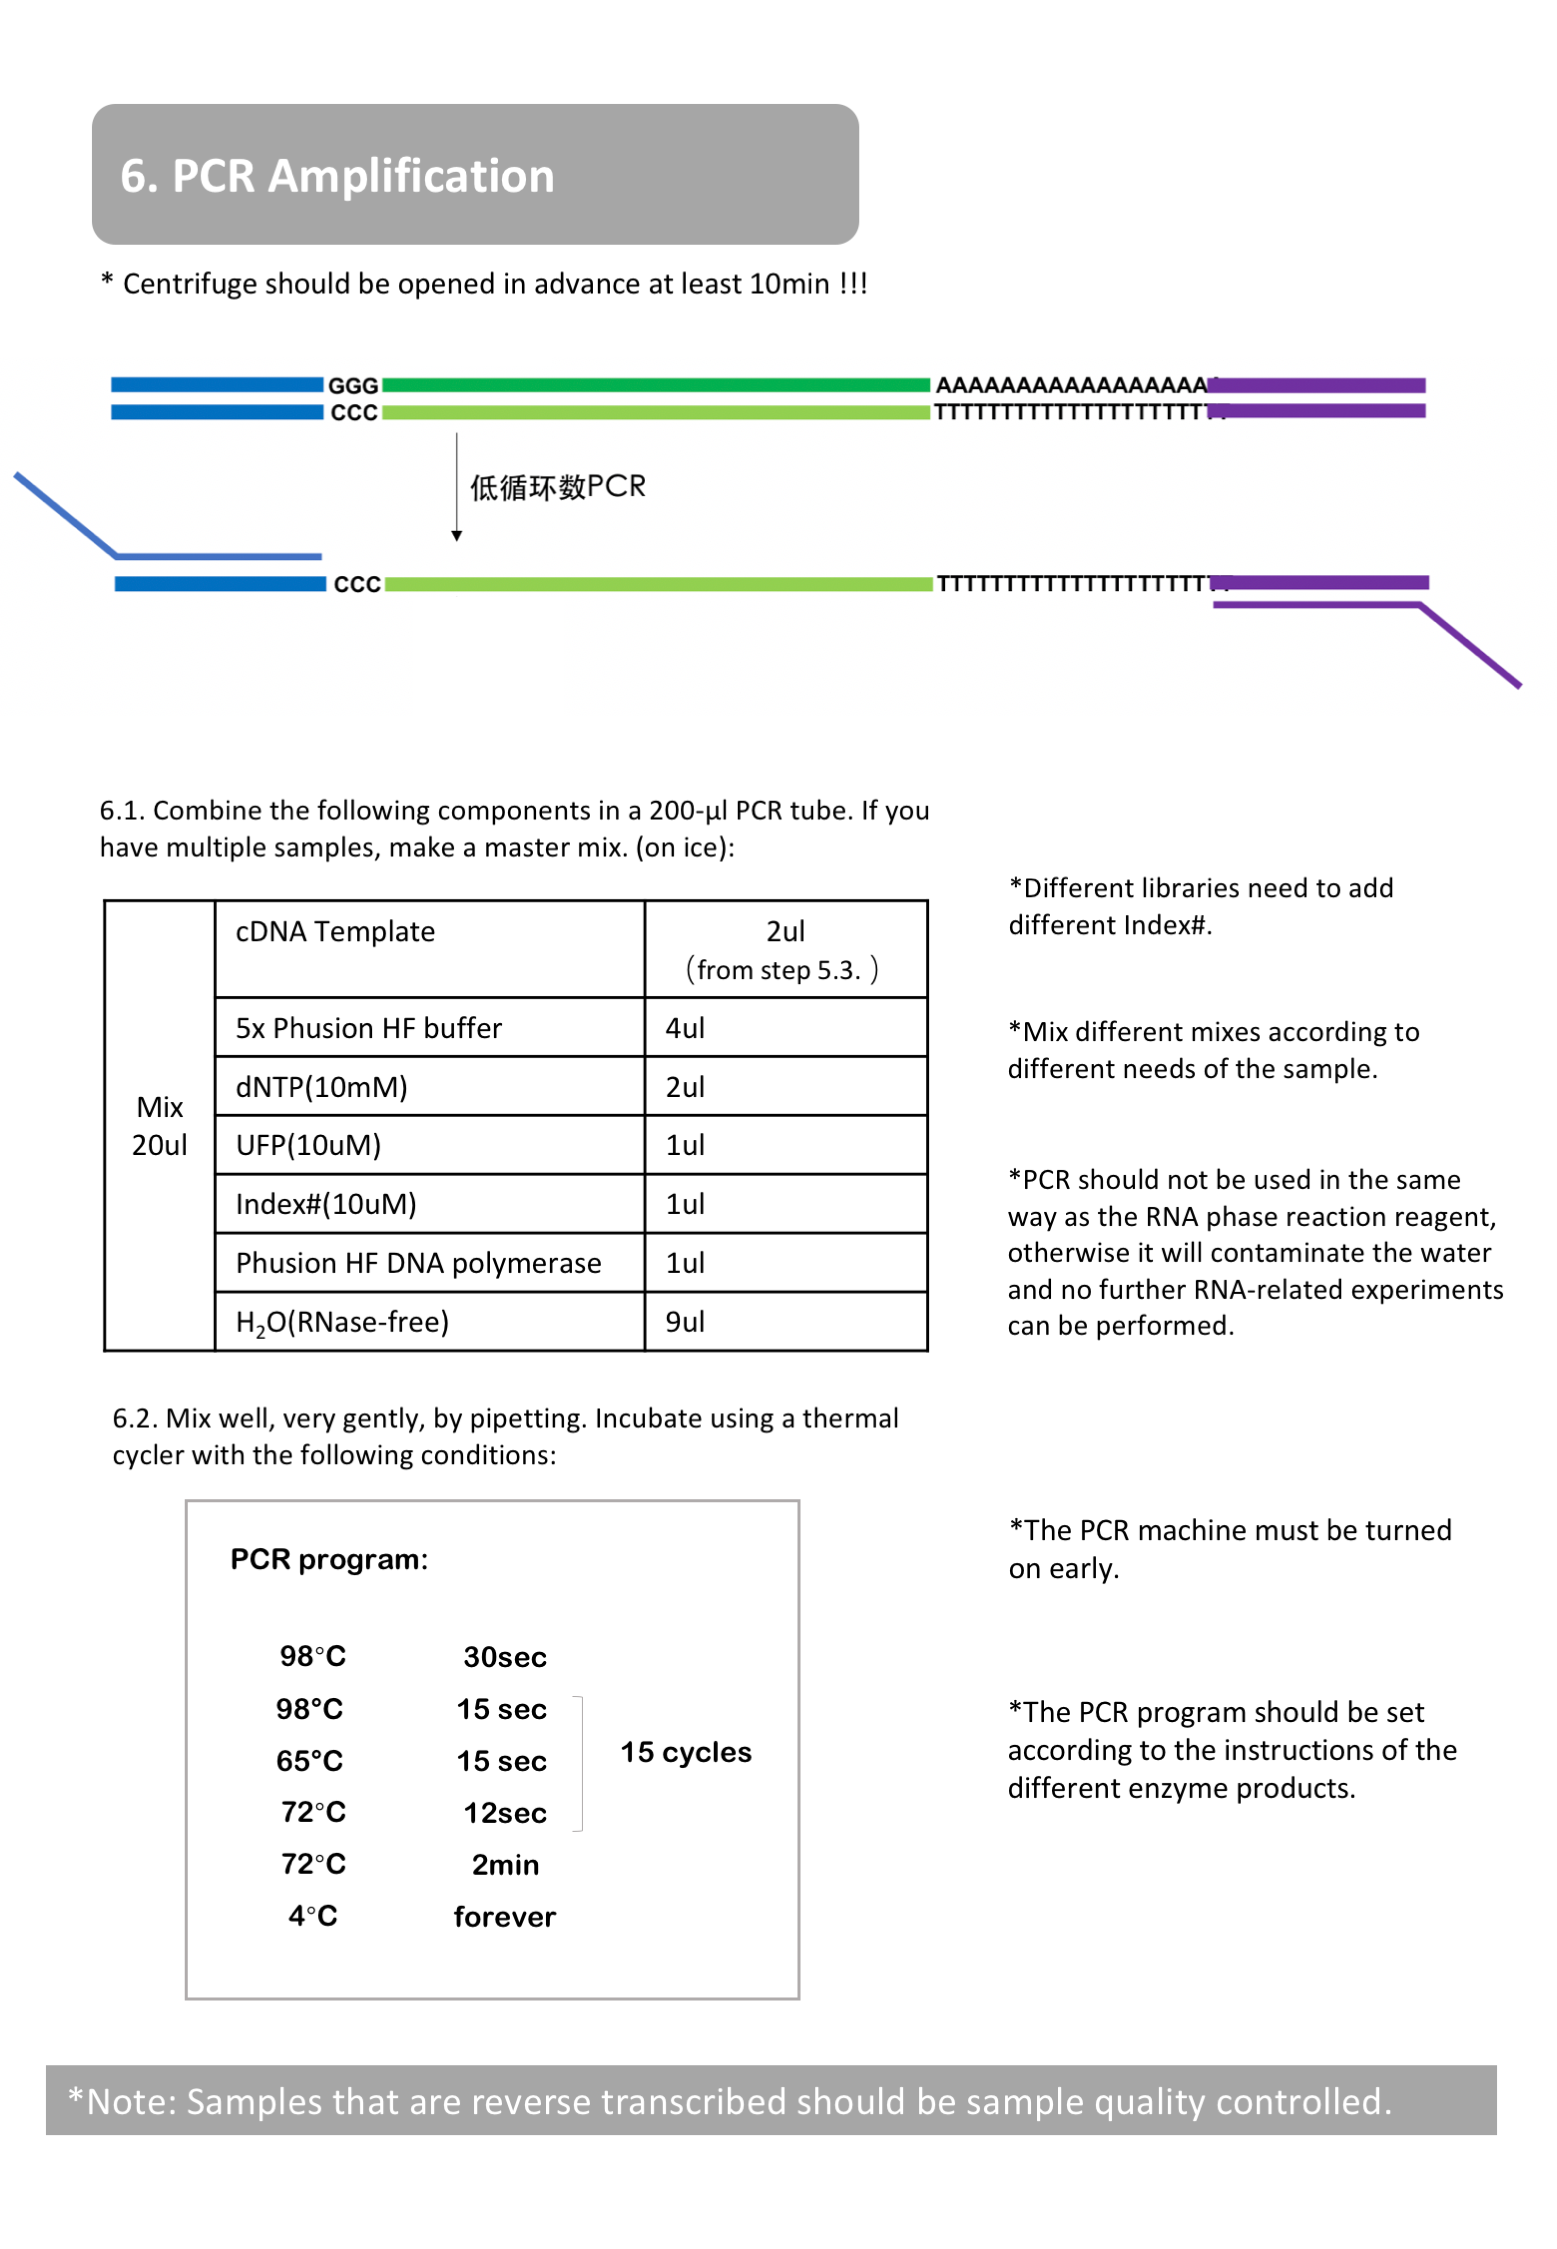 6. PCR Amplification
* Centrifuge should be opened in advance at least 10min !!!
GGG AAAAAAAAAAAAAAAAA
CCC TTTTTTTTTTTTTTTTTTTTTT
低循环数PCR
CCC TTTTTTTTTTTTTTTTTTTTTT
6.1. Combine the following components in a 200-µl PCR tube. If you
have multiple samples, make a master mix. (on ice):
Mix
20ul
cDNA Template 2ul
（from step 5.3. ）
5x Phusion HF buffer 4ul
dNTP(10mM) 2ul
UFP(10uM) 1ul
Index#(10uM) 1ul
Phusion HF DNA polymerase 1ul
H₂O(RNase-free) 9ul
*Different libraries need to add
different Index#.
*Mix different mixes according to
different needs of the sample.
*PCR should not be used in the same
way as the RNA phase reaction reagent,
otherwise it will contaminate the water
and no further RNA-related experiments
can be performed.
6.2. Mix well, very gently, by pipetting. Incubate using a thermal
cycler with the following conditions:
PCR program:
98°C 30sec
98°C 15 sec
65°C 15 sec
15 cycles
72°C 12sec
72°C 2min
4°C forever
*The PCR machine must be turned
on early.
*The PCR program should be set
according to the instructions of the
different enzyme products.
*Note: Samples that are reverse transcribed should be sample quality controlled.